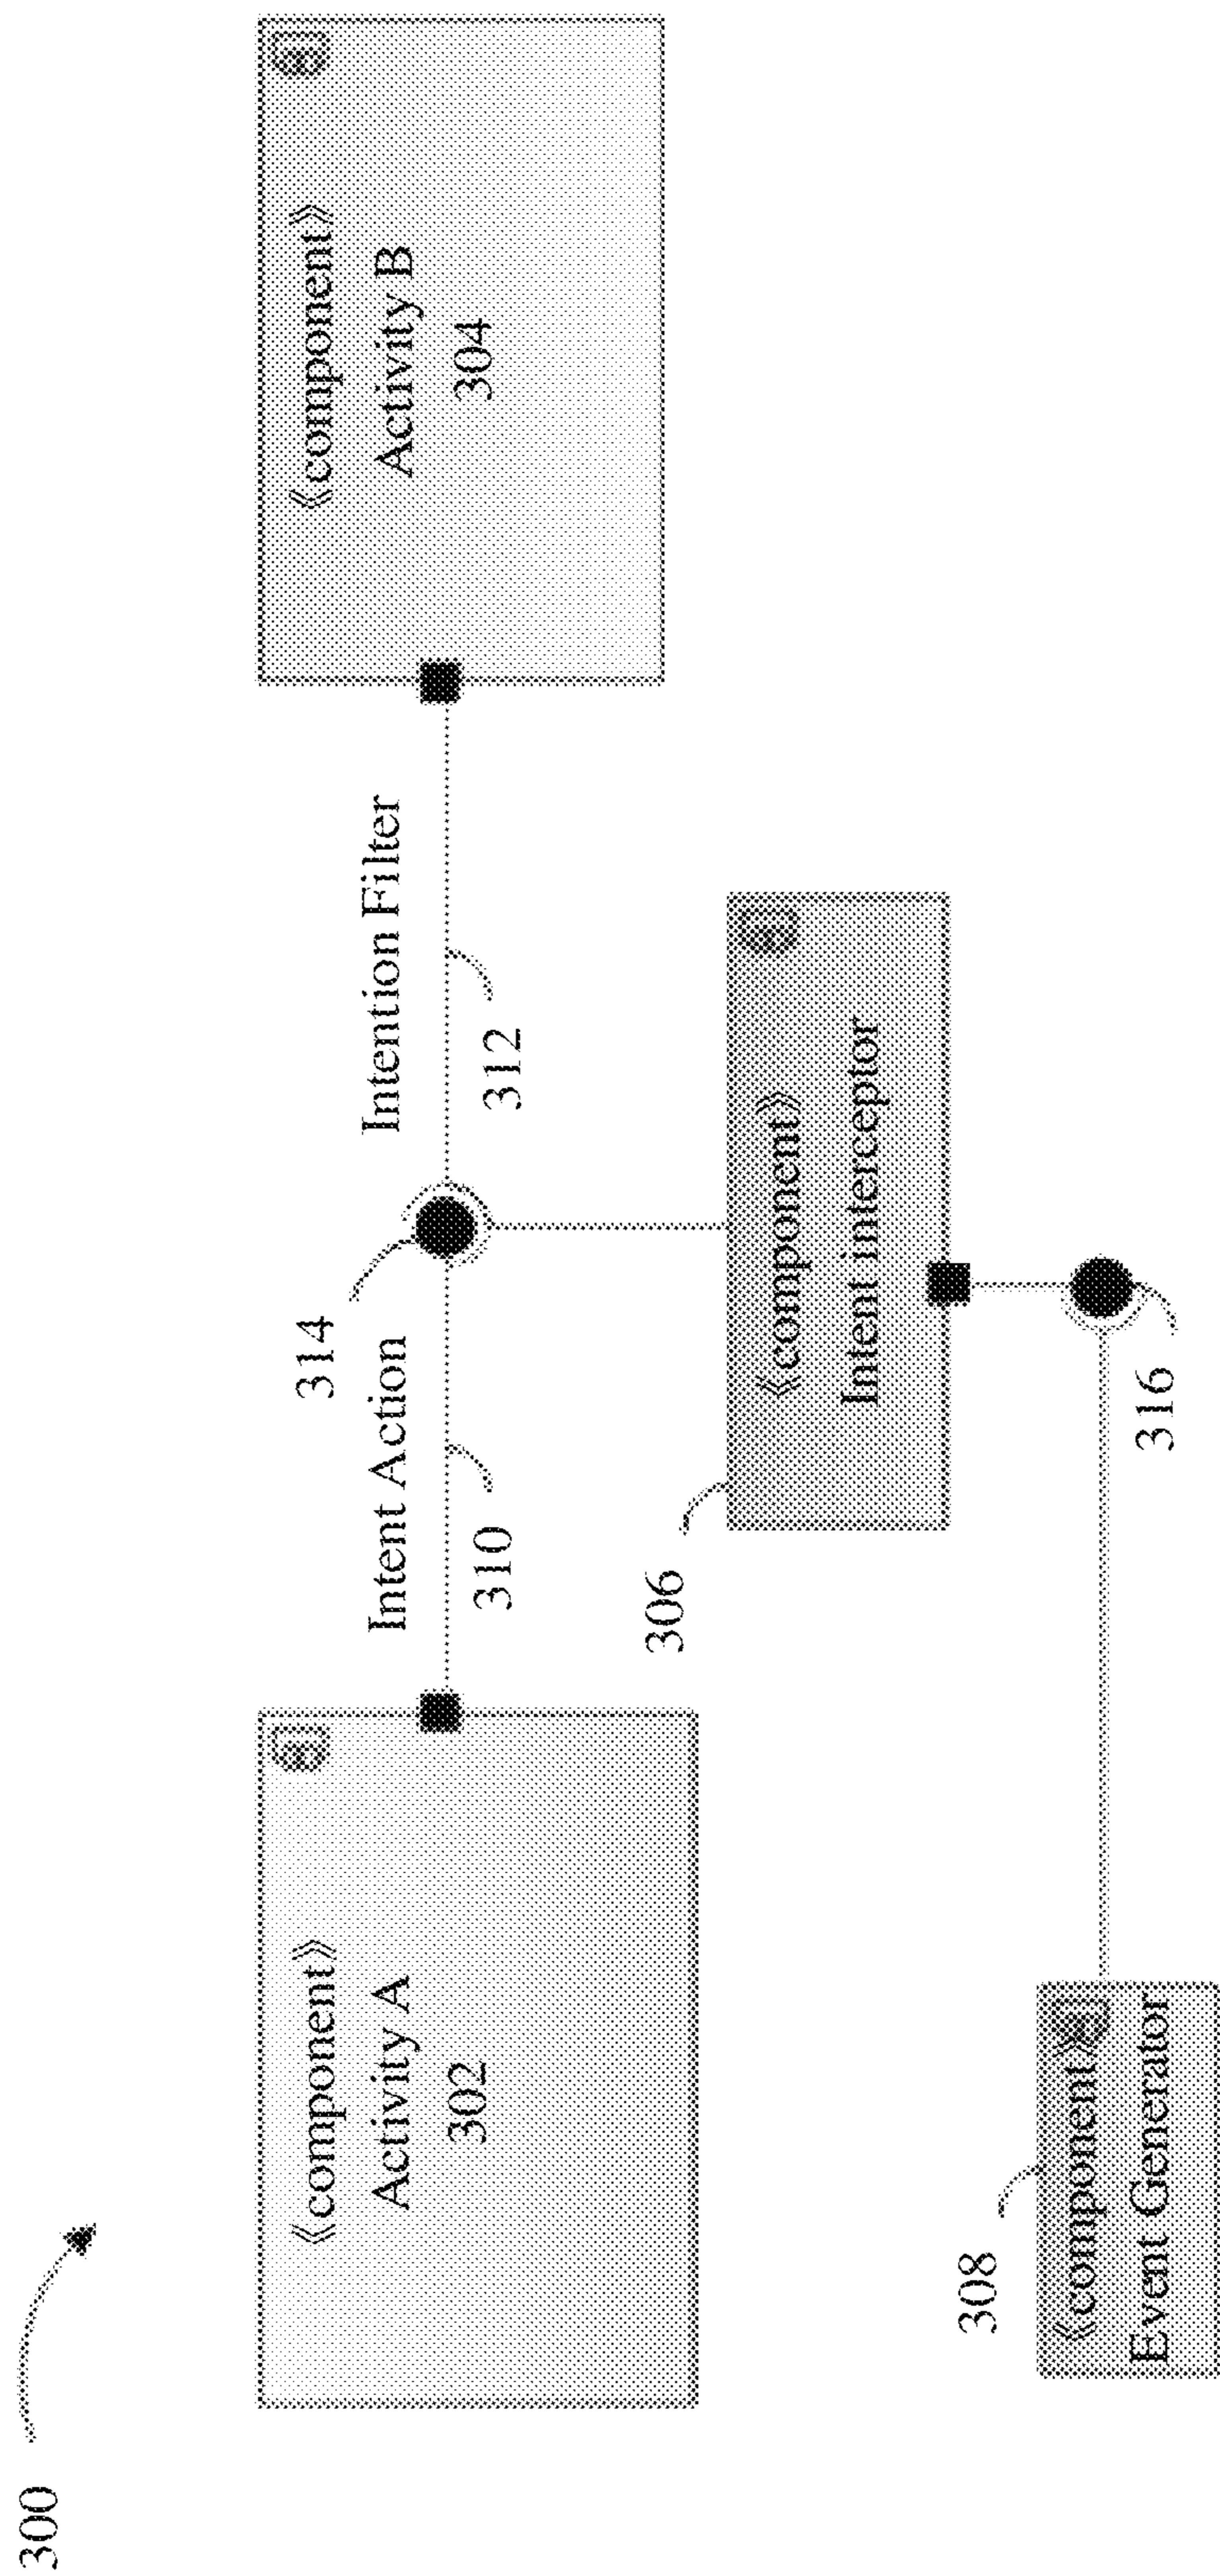 300
《component》
Activity A
302
314
Intent Action
310
Intention Filter
312
《component》
Activity B
304
306
《component》
Intent interceptor
308
《component》
Event Generator
316